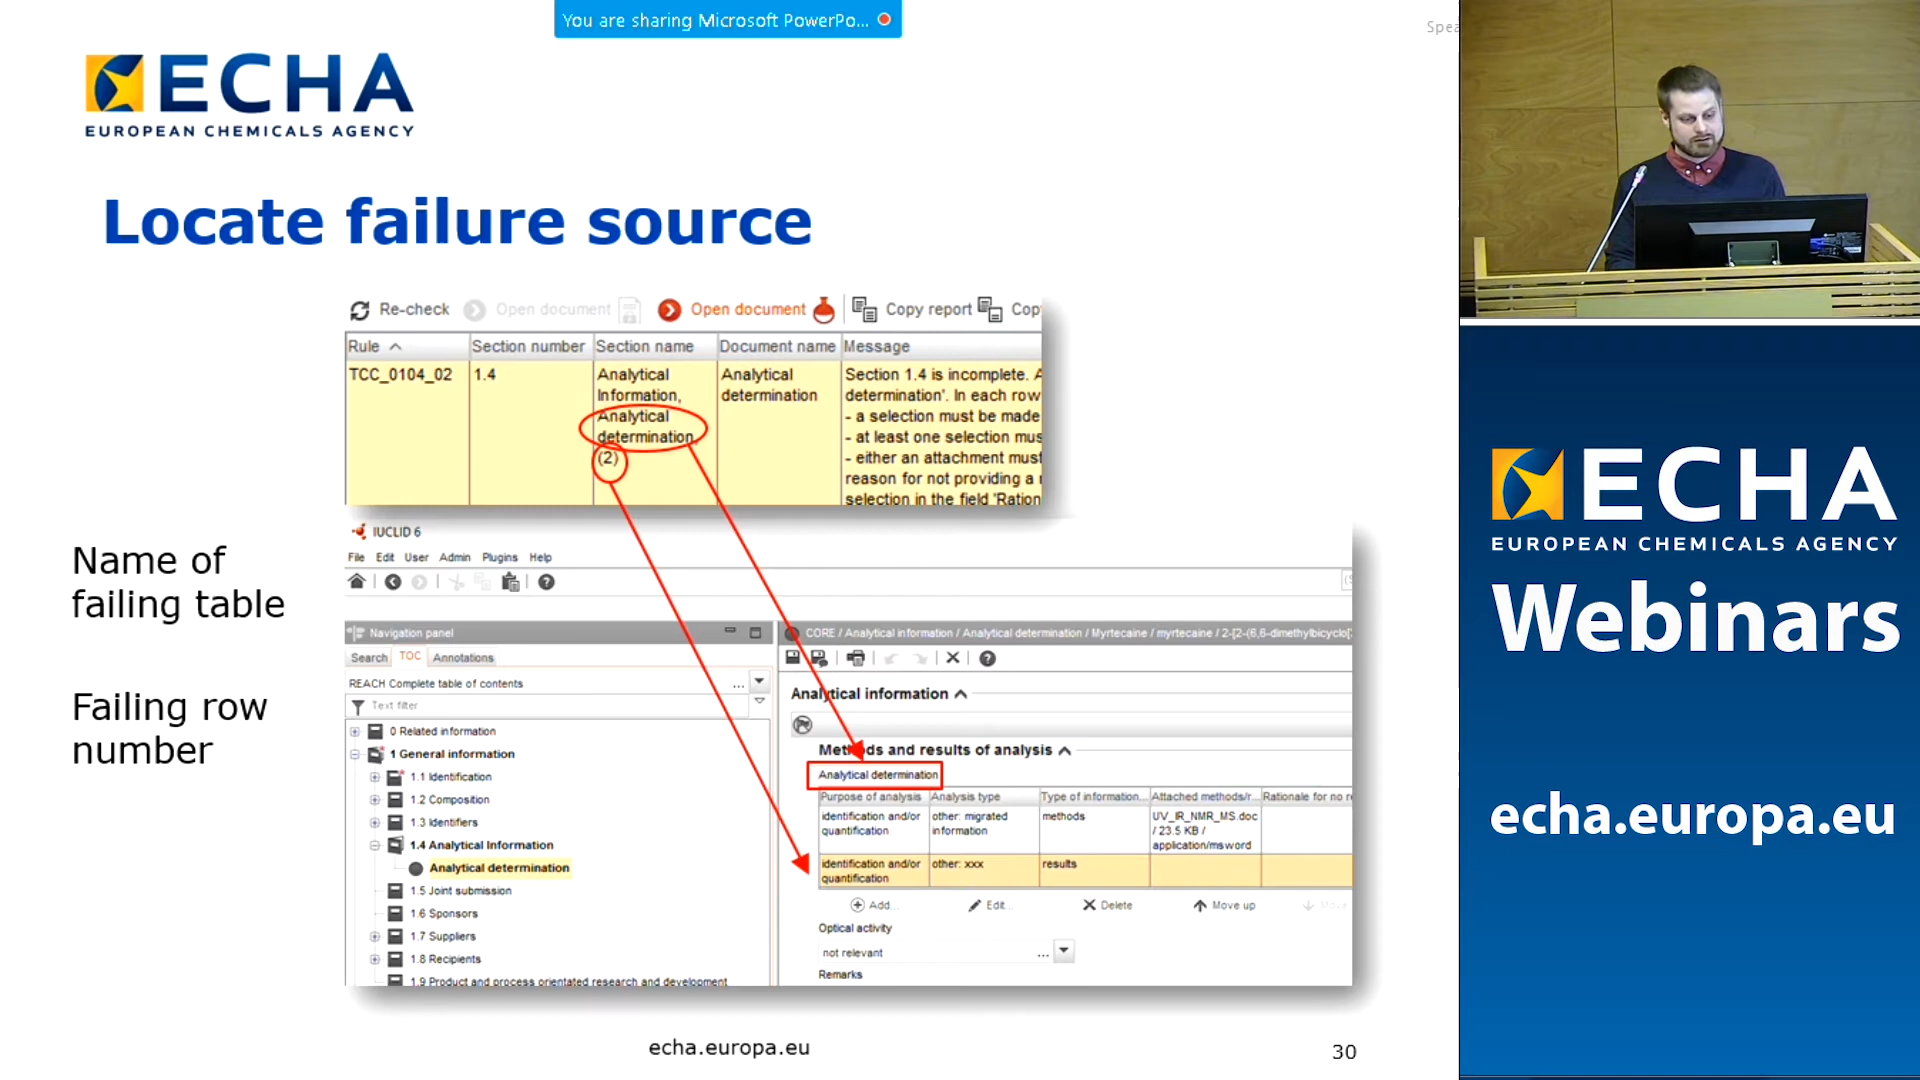 You are sharing Microsoft PowerPo...
ECHA
EUROPEAN CHEMICALS AGENCY
Locate failure source
Re-check
Open document
Open document
Copy report
Rule
Section number
Section name
Document name
Message
TCC_0104_02
1.4
Analytical
Information,
Analytical
determination,
(2)
Analytical
determination
Section 1.4 is incomplete.
determination'. In each row
- a selection must be made
- at least one selection
- either an attachment must
reason for not providing a
selection in the field
Name of
failing table
Failing row
number
IUCLID 6
File Edit User Admin Plugins Help
Navigation panel
Search TOC Annotations
REACH Complete table of contents ...
Text filter
0 Related information
1 General information
1.1 Identification
1.2 Composition
1.3 Identifiers
1.4 Analytical Information
Analytical determination
1.5 Joint submission
1.6 Sponsors
1.7 Suppliers
1.8 Recipients
1.9 Product and process orientated research and development
CORE / Analytical information / Analytical determination / Myrtecaine / myrtecaine / 2-[2-(6,6-dimethylbicyclo[
Analytical information
Methods and results of analysis
Analytical determination
Purpose of analysis
Analysis type
Type of information...
Attached methods/r...
Rationale for no
identification and/or
quantification
other: migrated
information
methods
UV_IR_NMR_MS.doc
/ 23.5 KB /
application/msword
identification and/or
quantification
other: xxx
results
Add...
Edit...
Delete
Move up
Optical activity
not relevant ...
Remarks
echa.europa.eu
30
ECHA
EUROPEAN CHEMICALS AGENCY
Webinars
echa.europa.eu